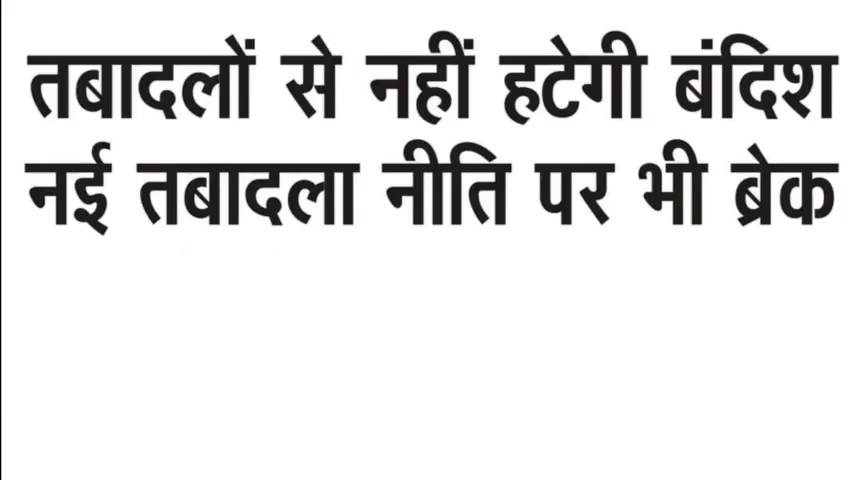 तबादलों से नहीं हटेगी बंदिश
नई तबादला नीति पर भी ब्रेक